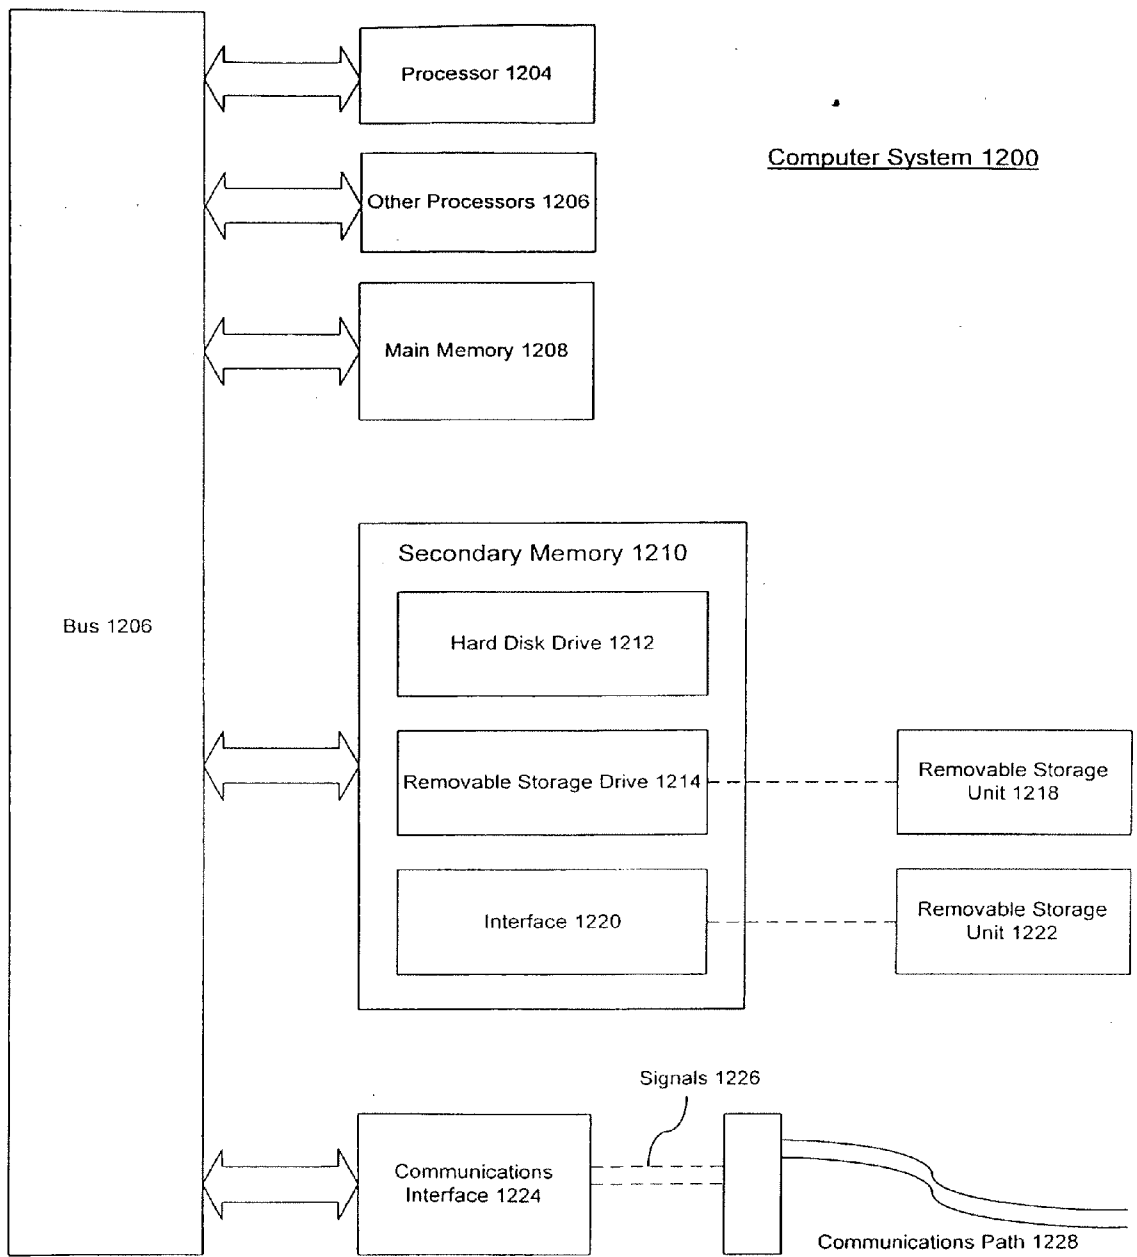 Processor 1204
Computer System 1200
Other Processors 1206
Main Memory 1208
Secondary Memory 1210
Bus 1206
Hard Disk Drive 1212
Removable Storage Drive 1214
Removable Storage
Unit 1218
Interface 1220
Removable Storage
Unit 1222
Signals 1226
Communications
Interface 1224
Communications Path 1228